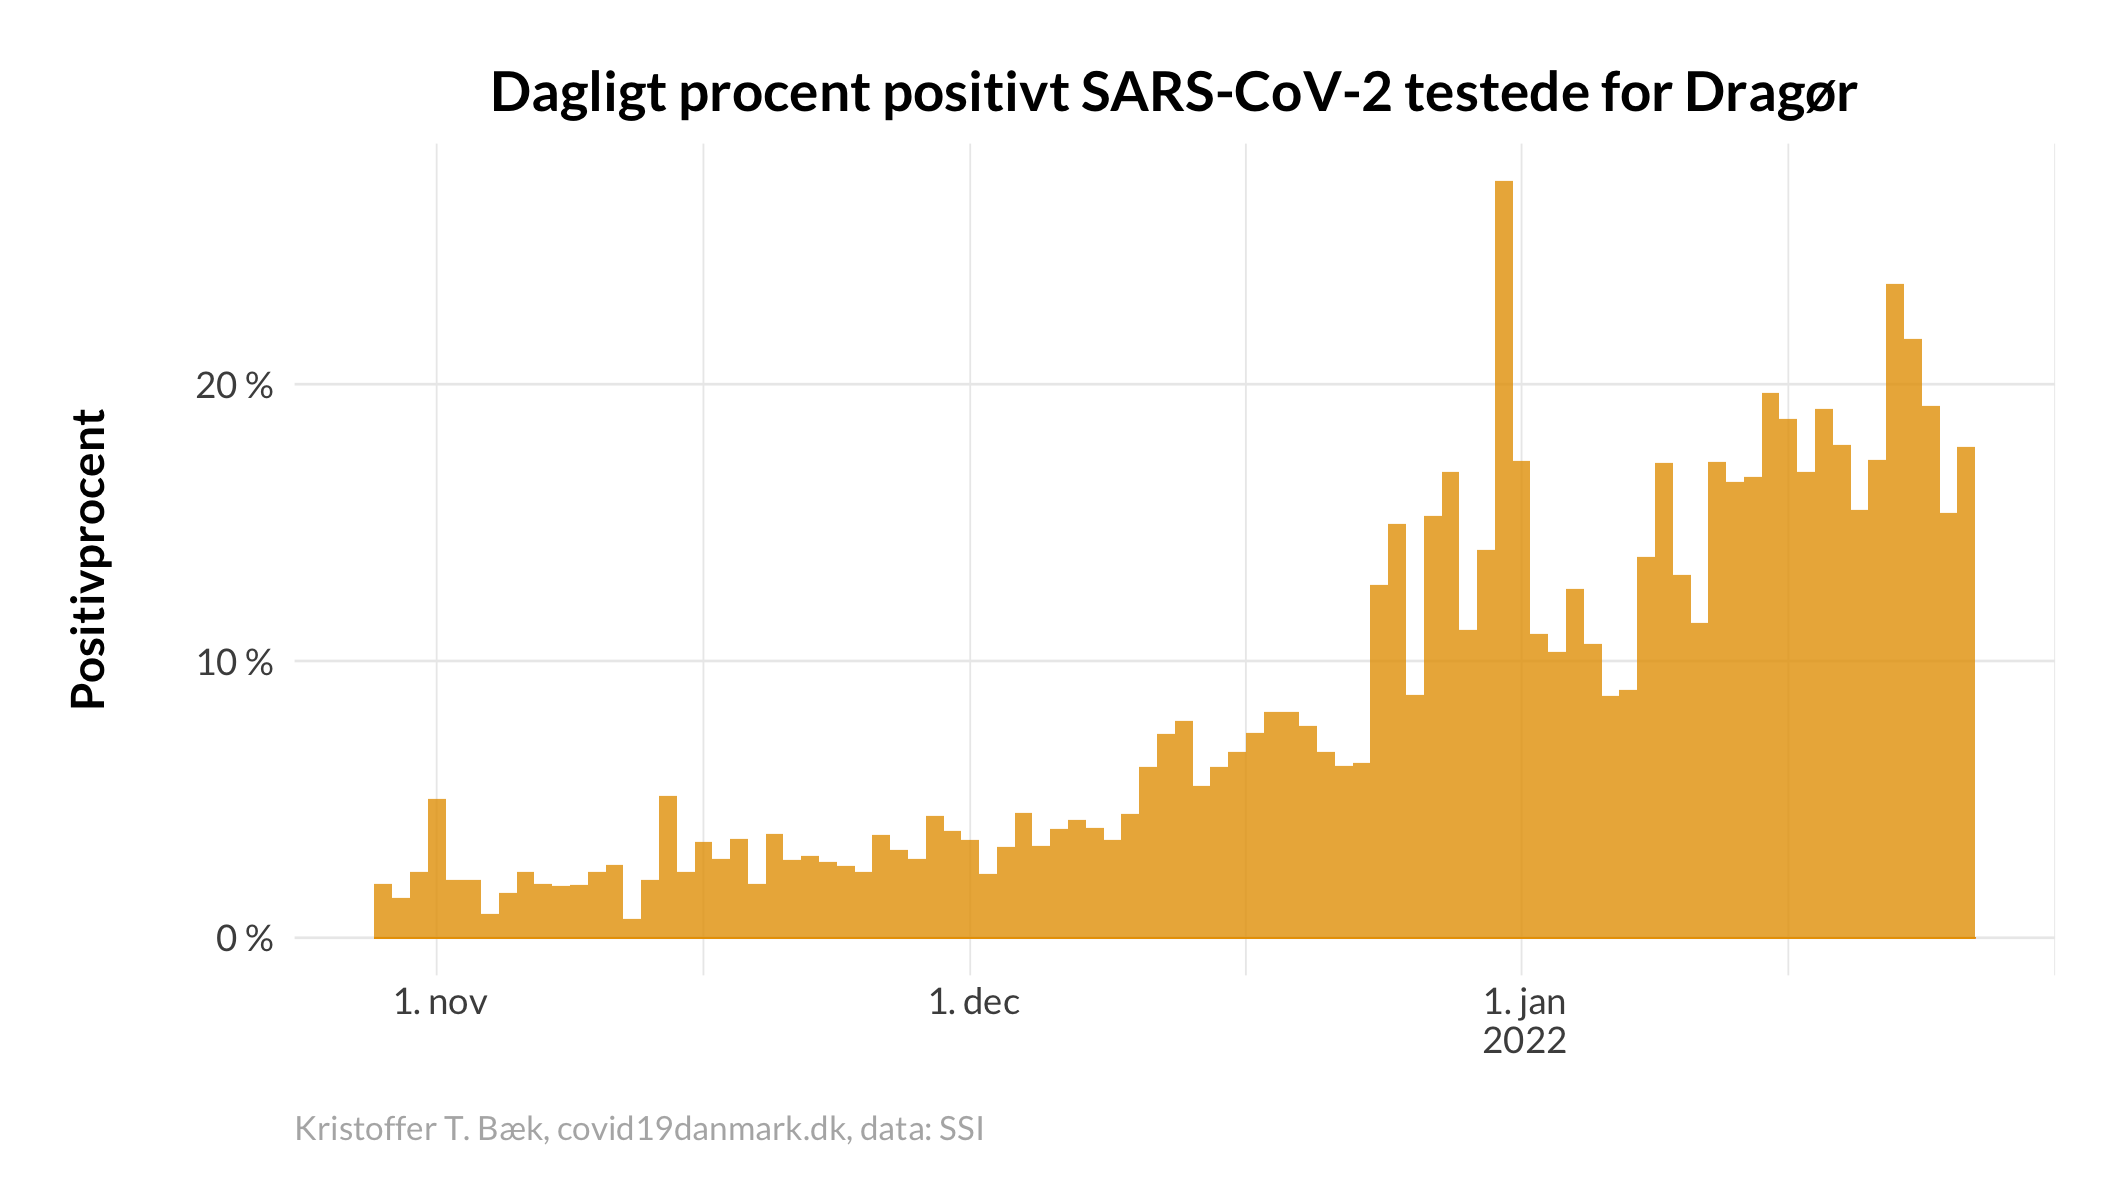 Dagligt procent positivt SARS-CoV-2 testede for Dragør
Positivprocent
20 %
10 %
0 %
1. nov
1. dec
1. jan
2022
Kristoffer T. Bæk, covid19danmark.dk, data: SSI